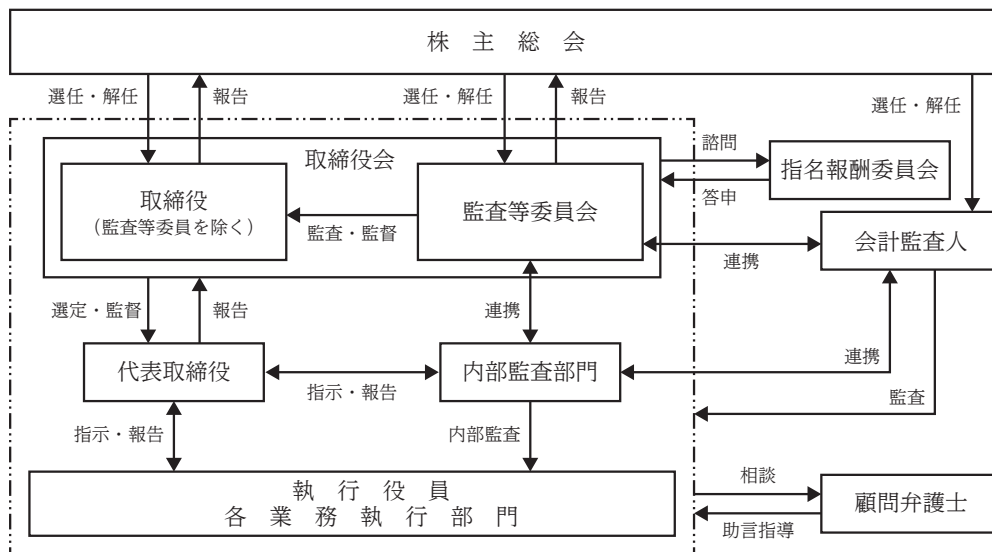 株主総会
選任・解任
報告
選任・解任
報告
選任・解任
取締役会
諮問
答申
指名報酬委員会
取締役
（監査等委員を除く）
監査・監督
監査等委員会
会計監査人
連携
選定・監督
報告
連携
代表取締役
指示・報告
内部監査部門
連携
監査
指示・報告
内部監査
執行役員
各業務執行部門
相談
助言指導
顧問弁護士